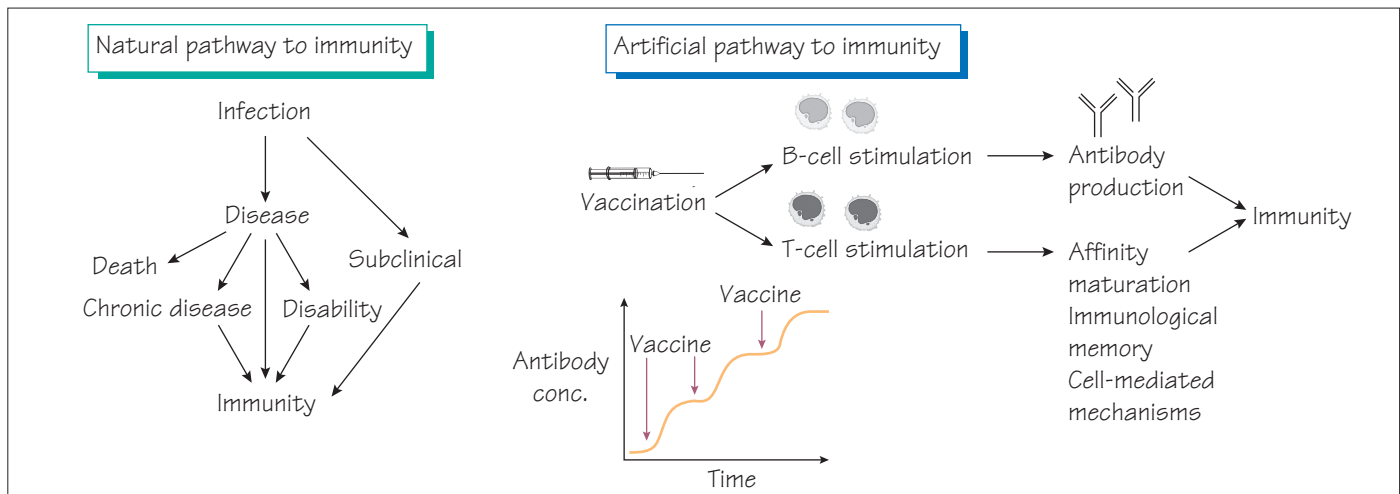 Natural pathway to immunity
Infection
Disease
Subclinical
Death
Chronic disease
Disability
Immunity
Artificial pathway to immunity
Vaccination
B-cell stimulation
T-cell stimulation
Antibody
production
Affinity
maturation
Immunological
memory
Cell-mediated
mechanisms
Immunity
Vaccine
Vaccine
Antibody
conc.
Time